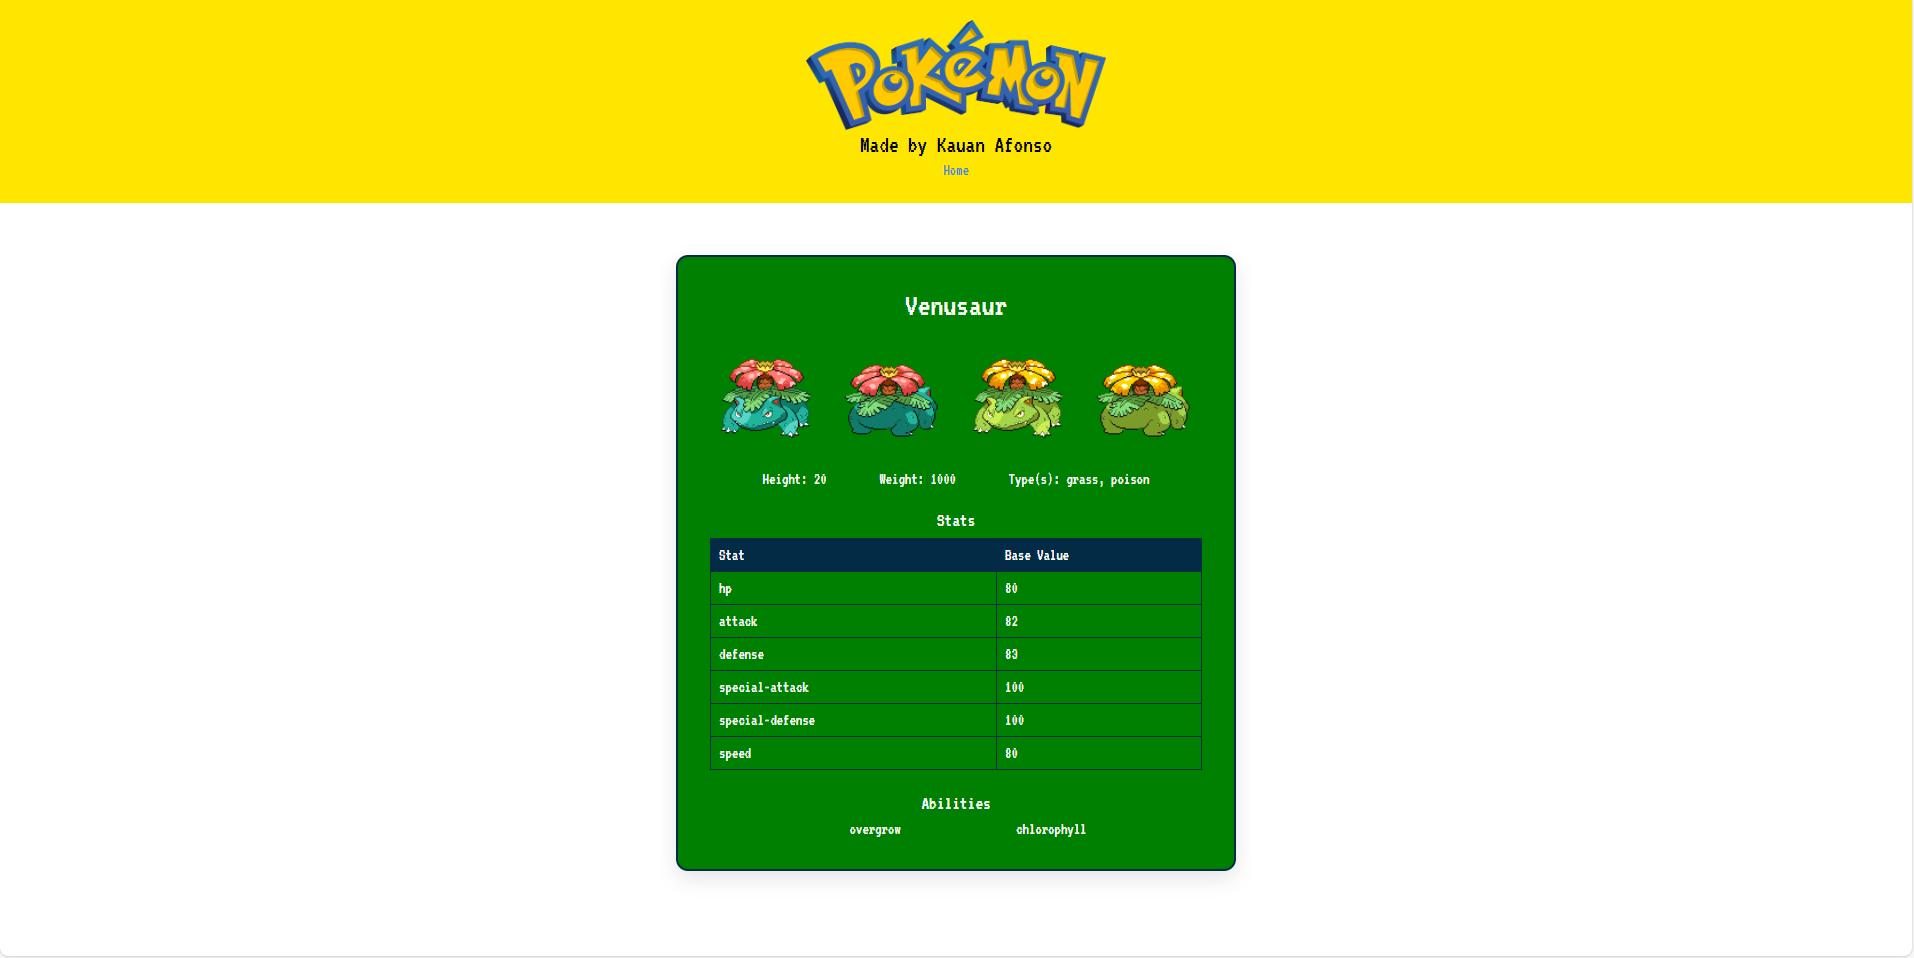 Pokémon
Made by Kauan Afonso
Home
Venusaur
Height: 20 Weight: 1000 Type(s): grass, poison
Stats
Stat Base Value
hp 80
attack 82
defense 83
special-attack 100
special-defense 100
speed 80
Abilities
overgrow chlorophyll